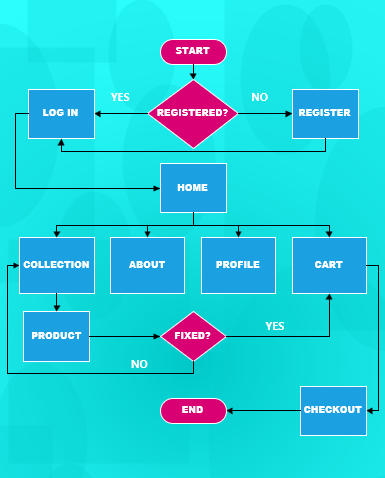 START
YES
NO
LOG IN
REGISTERED?
REGISTER
HOME
COLLECTION
ABOUT
PROFILE
CART
PRODUCT
FIXED?
YES
NO
END
CHECKOUT